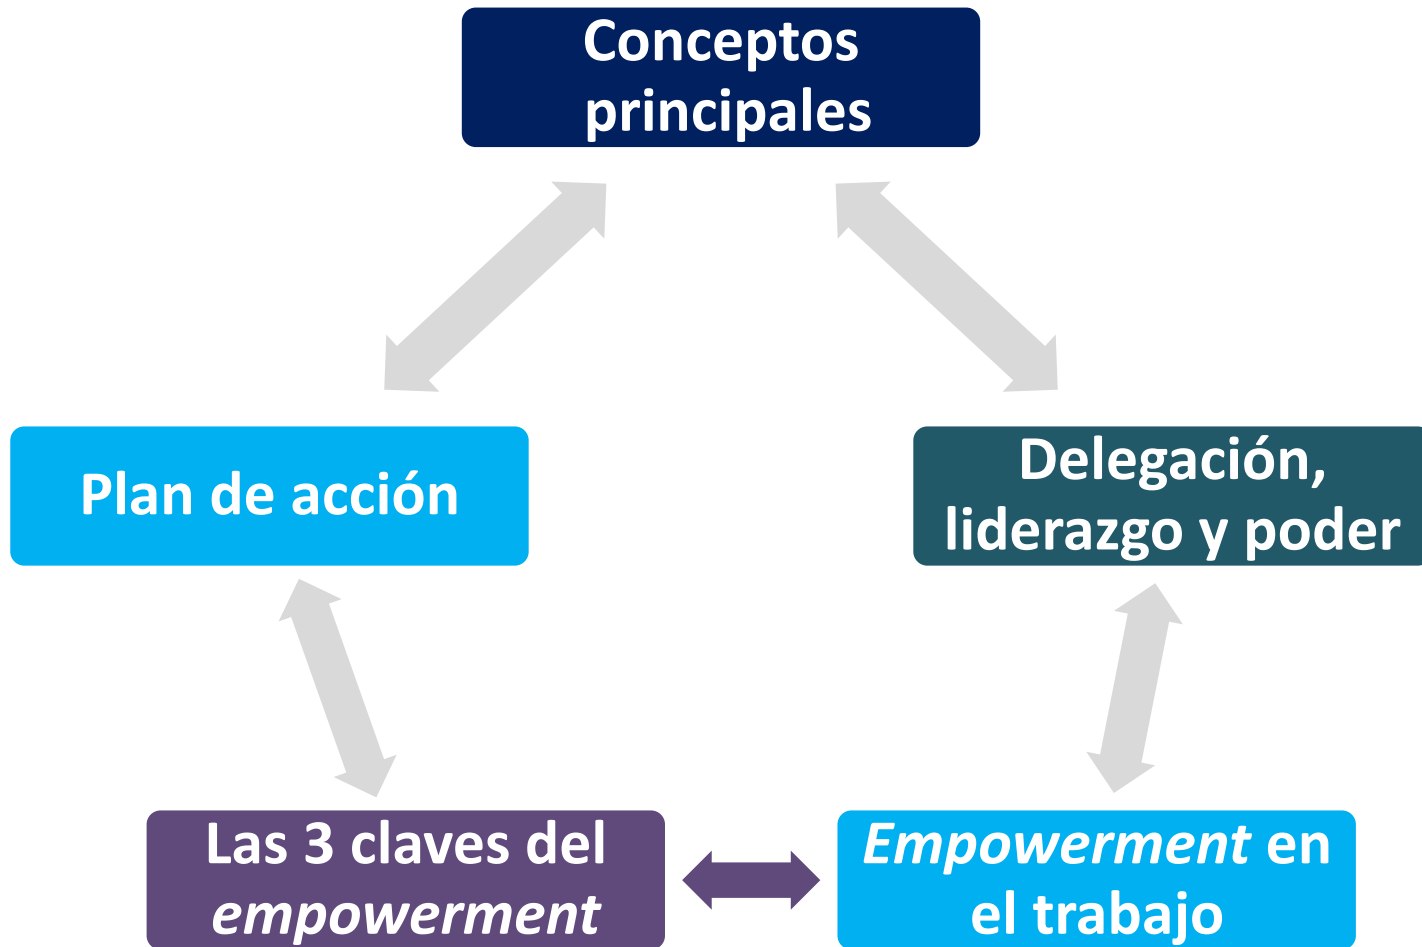 Conceptos
principales
Plan de acción
Delegación,
liderazgo y poder
Las 3 claves del
empowerment
Empowerment en
el trabajo